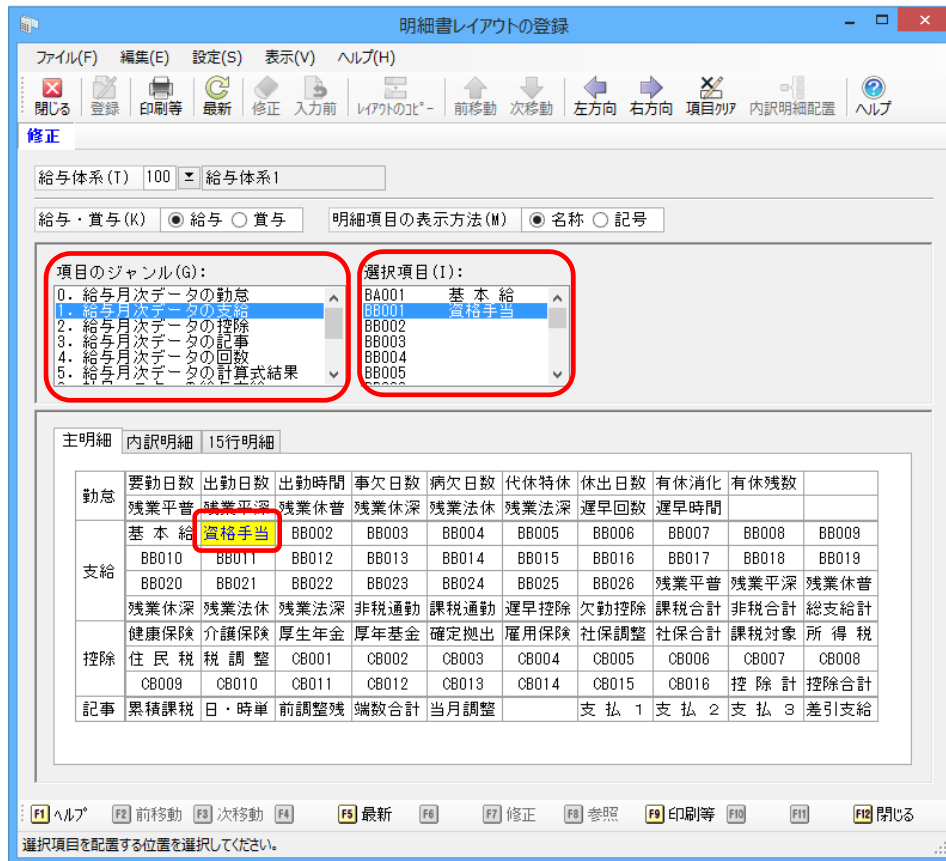 明細書レイアウトの登録
ファイル(F) 編集(E) 設定(S) 表示(V) ヘルプ(H)
閉じる 登録 印刷等 最新 修正 入力前 レイアウトのコピー 前移動 次移動 左方向 右方向 項目クリア 内訳明細配置 ヘルプ
修正
給与体系(T) 100 給与体系1
給与・賞与(K) 給与 賞与 明細項目の表示方法(M) 名称 記号
項目のジャンル(G): 選択項目(I):
0. 給与月次データの勤怠 BA001 基 本 給
1. 給与月次データの支給 BB001 資格手当
2. 給与月次データの控除 BB002
3. 給与月次データの記事 BB003
4. 給与月次データの回数 BB004
5. 給与月次データの計算式結果 BB005
主明細 内訳明細 15行明細
勤怠 要勤日数 出勤日数 出勤時間 事欠日数 病欠日数 代休特休 休出日数 有休消化 有休残数
残業平普 残業平深 残業休普 残業休深 残業法休 残業法深 遅早回数 遅早時間
支給 基 本 給 資格手当 BB002 BB003 BB004 BB005 BB006 BB007 BB008 BB009
BB010 BB011 BB012 BB013 BB014 BB015 BB016 BB017 BB018 BB019
BB020 BB021 BB022 BB023 BB024 BB025 BB026 残業平普 残業平深 残業休普
残業休深 残業法休 残業法深 非税通勤 課税通勤 遅早控除 欠勤控除 課税合計 非税合計 総支給計
控除 健康保険 介護保険 厚生年金 厚年基金 確定拠出 雇用保険 社保調整 社保合計 課税対象 所 得 税
住 民 税 税 調 整 CB001 CB002 CB003 CB004 CB005 CB006 CB007 CB008
CB009 CB010 CB011 CB012 CB013 CB014 CB015 CB016 控 除 計 控除合計
記事 累積課税 日・時単 前調整残 端数合計 当月調整 支 払 1 支 払 2 支 払 3 差引支給
F1 ヘルプ F2 前移動 F3 次移動 F4 F5 最新 F6 F7 修正 F8 参照 F9 印刷等 F10 F11 F12 閉じる
選択項目を配置する位置を選択してください。